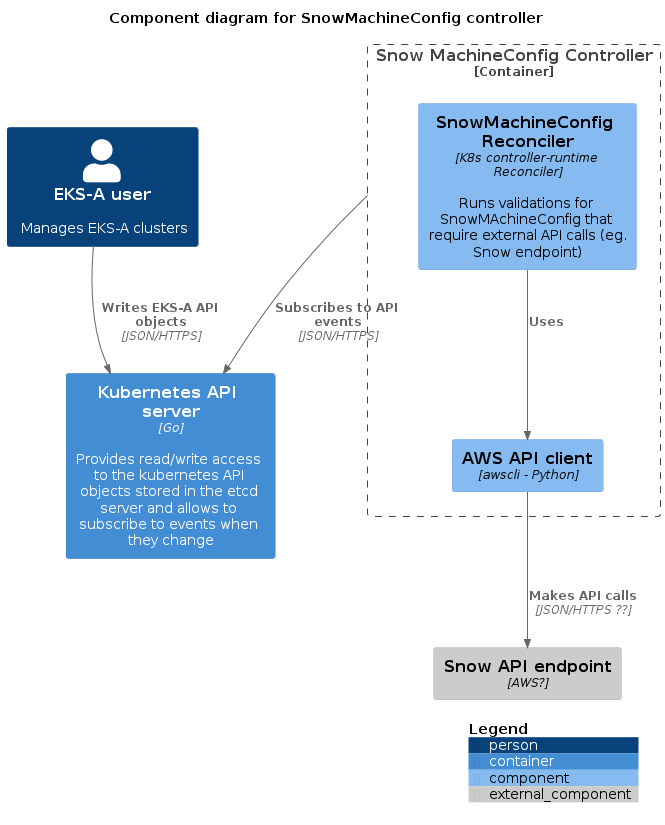 Component diagram for SnowMachineConfig controller
Snow MachineConfig Controller
[Container]
SnowMachineConfig
Reconciler
[K8s controller-runtime
Reconciler]
Runs validations for
SnowMAchineConfig that
require external API calls (eg.
Snow endpoint)
EKS-A user
Manages EKS-A clusters
Writes EKS-A API
objects
[JSON/HTTPS]
Subscribes to API
events
[JSON/HTTPS]
Uses
Kubernetes API
server
[Go]
Provides read/write access
to the kubernetes API
objects stored in the etcd
server and allows to
subscribe to events when
they change
AWS API client
[awscli - Python]
Makes API calls
[JSON/HTTPS ??]
Snow API endpoint
[AWS?]
Legend
person
container
component
external_component